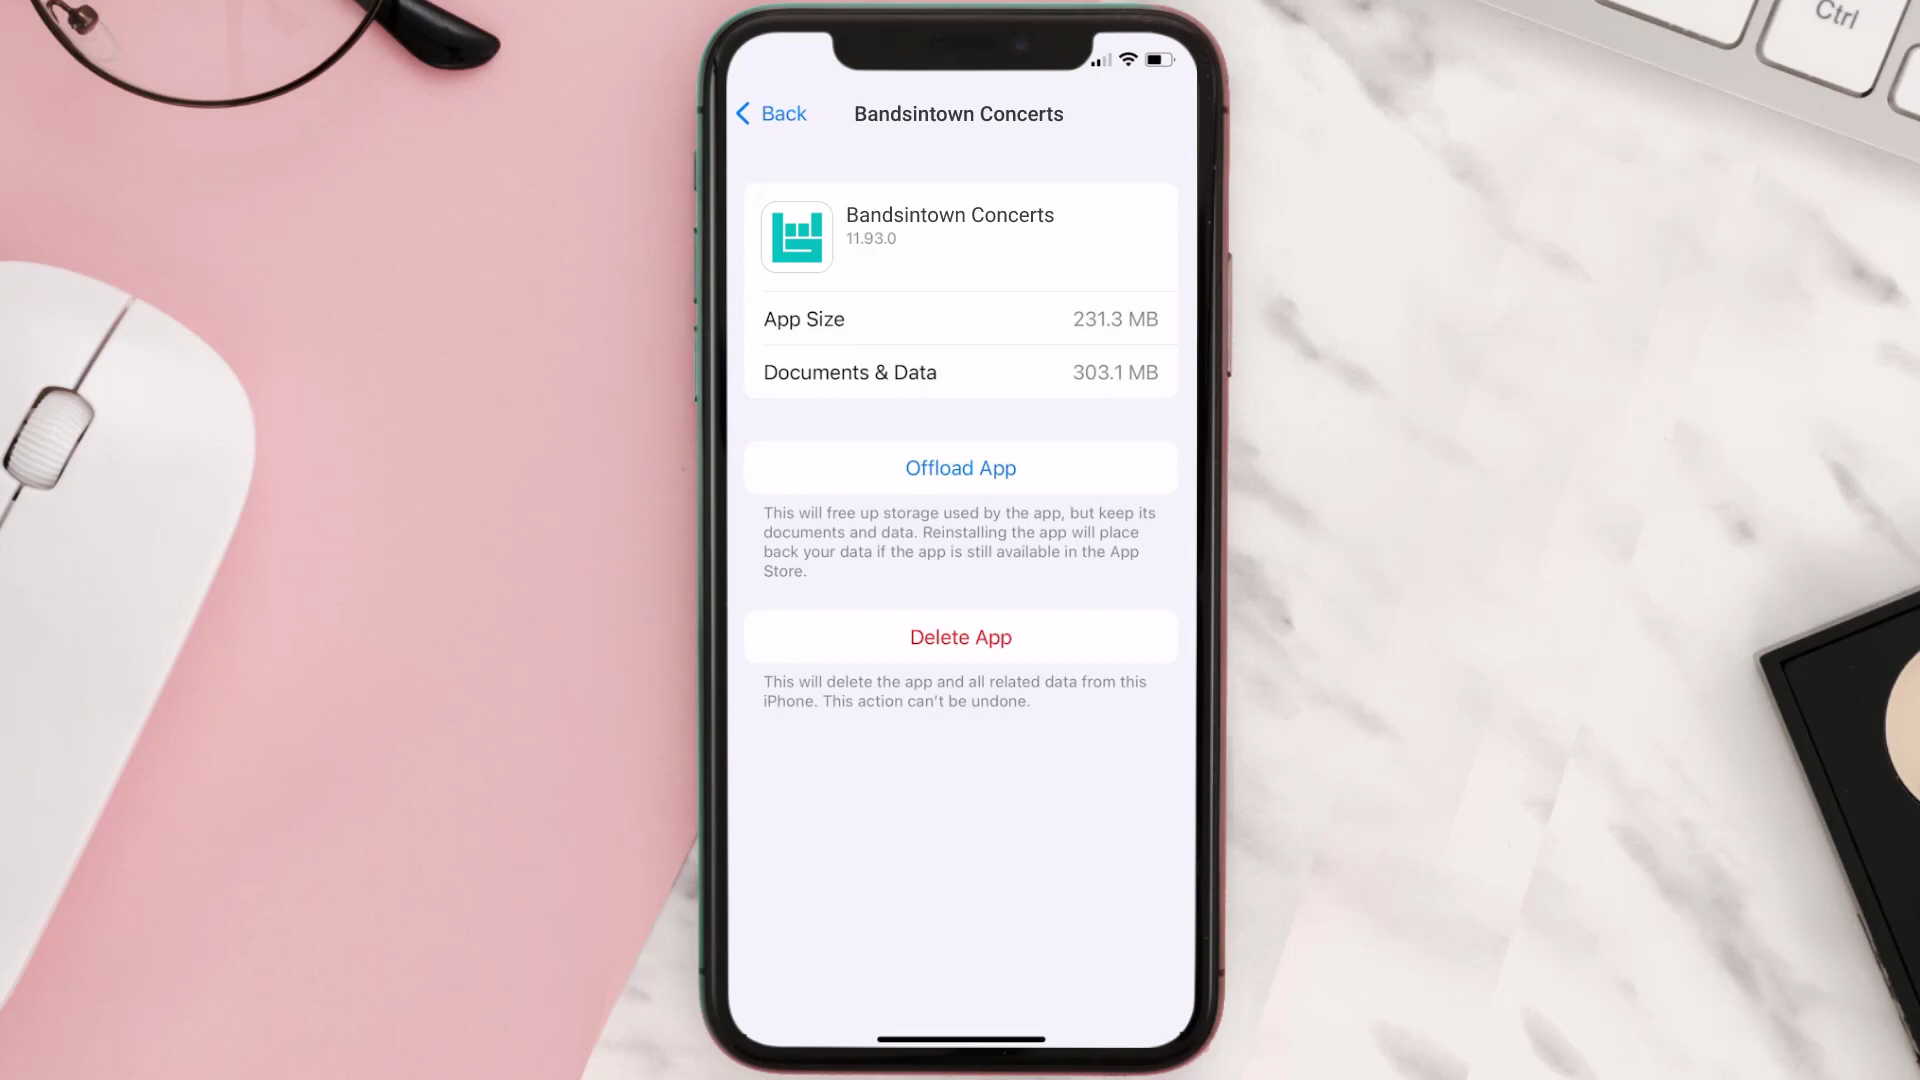 Ctrl
Back
Bandsintown Concerts
Bandsintown Concerts
11.93.0
App Size
231.3 MB
Documents & Data
303.1 MB
Offload App
This will free up storage used by the app, but keep its
documents and data. Reinstalling the app will place
back your data if the app is still available in the App
Store.
Delete App
This will delete the app and all related data from this
iPhone. This action can't be undone.